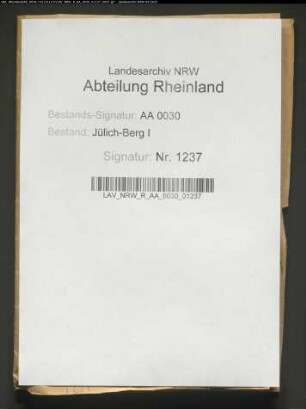 Landesarchiv NRW
Abteilung Rheinland
Bestands-Signatur: AA 0030
Bestand: Jülich-Berg I
Signatur: Nr. 1237
LAV_NRW_R_AA_0030_01237